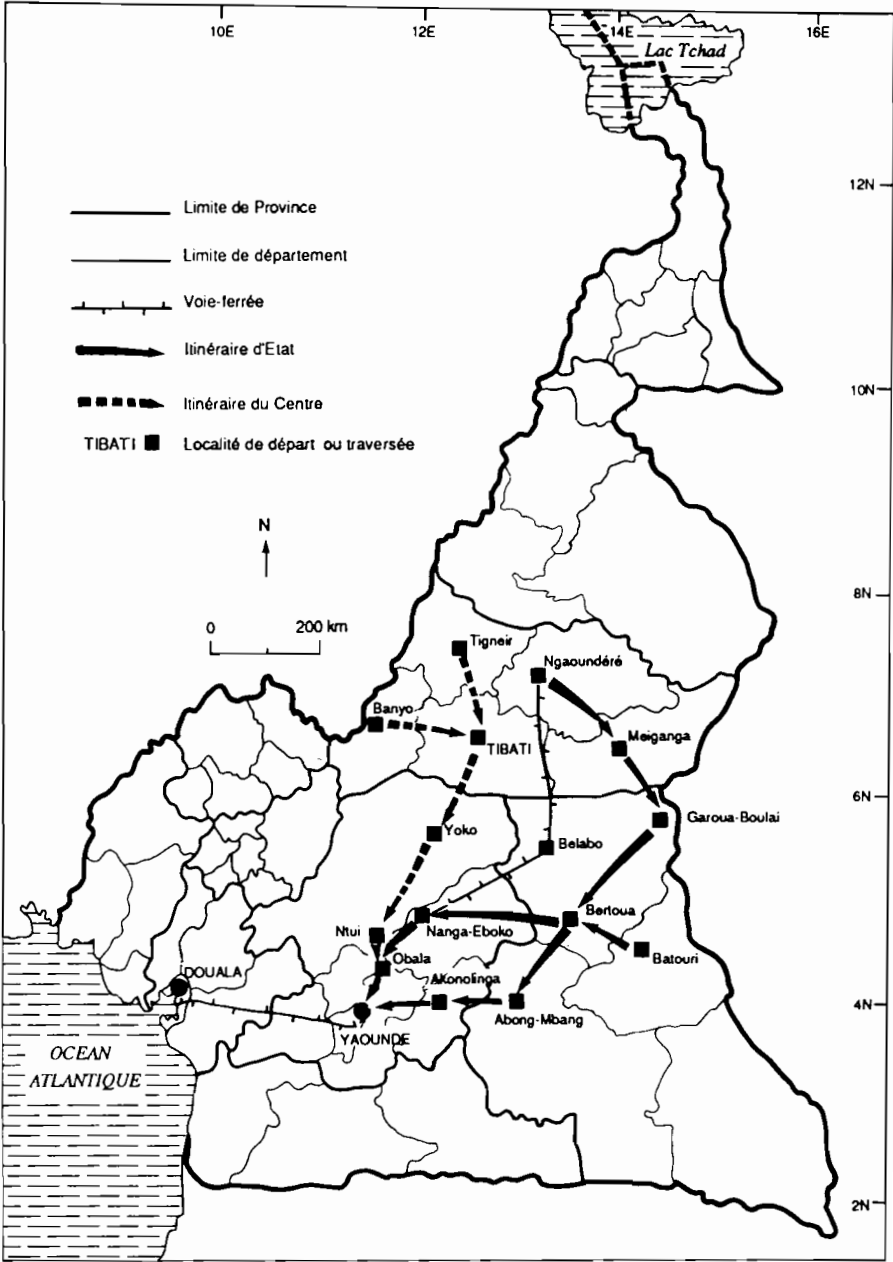 10E
12E
14E
16E
Lac Tchad
12N
Limite de Province
Limite de département
Voie-ferrée
Itinéraire d'Etat
Itinéraire du Centre
TIBATI
Localité de départ ou traversée
10N
N
8N
0
200 km
Tigneir
Ngaoundéré
Banyo
TIBATI
Meiganga
6N
Garoua-Boulai
Yoko
Belabo
Bertoua
Ntui
Nanga-Eboko
Batouri
Obala
DOUALA
Akonolinga
4N
Abong-Mbang
YAOUNDE
OCEAN
ATLANTIQUE
2N